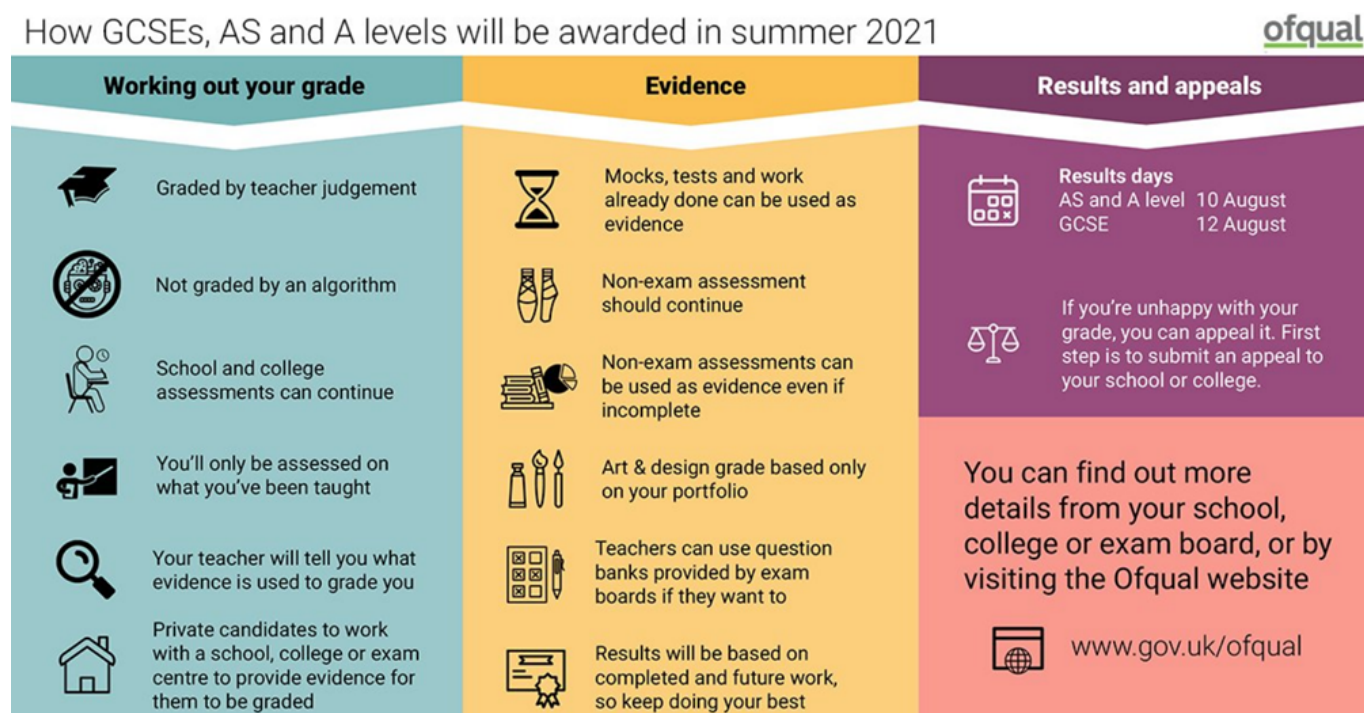 How GCSEs, AS and A levels will be awarded in summer 2021
ofqual
Working out your grade
Graded by teacher judgement
Not graded by an algorithm
School and college
assessments can continue
You'll only be assessed on
what you've been taught
Your teacher will tell you what
evidence is used to grade you
Private candidates to work
with a school, college or exam
centre to provide evidence for
them to be graded
Evidence
Mocks, tests and work
already done can be used as
evidence
Non-exam assessment
should continue
Non-exam assessments can
be used as evidence even if
incomplete
Art & design grade based only
on your portfolio
Teachers can use question
banks provided by exam
boards if they want to
Results will be based on
completed and future work,
so keep doing your best
Results and appeals
Results days
AS and A level 10 August
GCSE 12 August
If you're unhappy with your
grade, you can appeal it. First
step is to submit an appeal to
your school or college.
You can find out more
details from your school,
college or exam board, or by
visiting the Ofqual website
www.gov.uk/ofqual